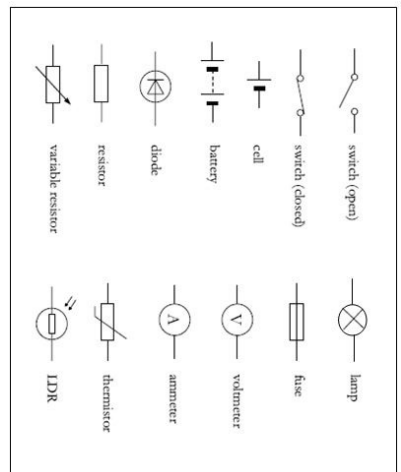 switch (open)
switch (closed)
cell
battery
diode
resistor
variable resistor
lamp
fuse
V
voltmeter
A
ammeter
thermistor
LDR